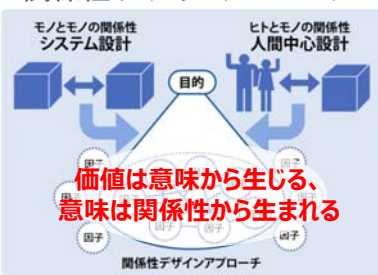 モノとモノの関係性
システム設計
ヒトとモノの関係性
人間中心設計
目的
因子
因子
価値は意味から生じる、
意味は関係性から生まれる
因子
因子
因子
因子
関係性デザインアプローチ